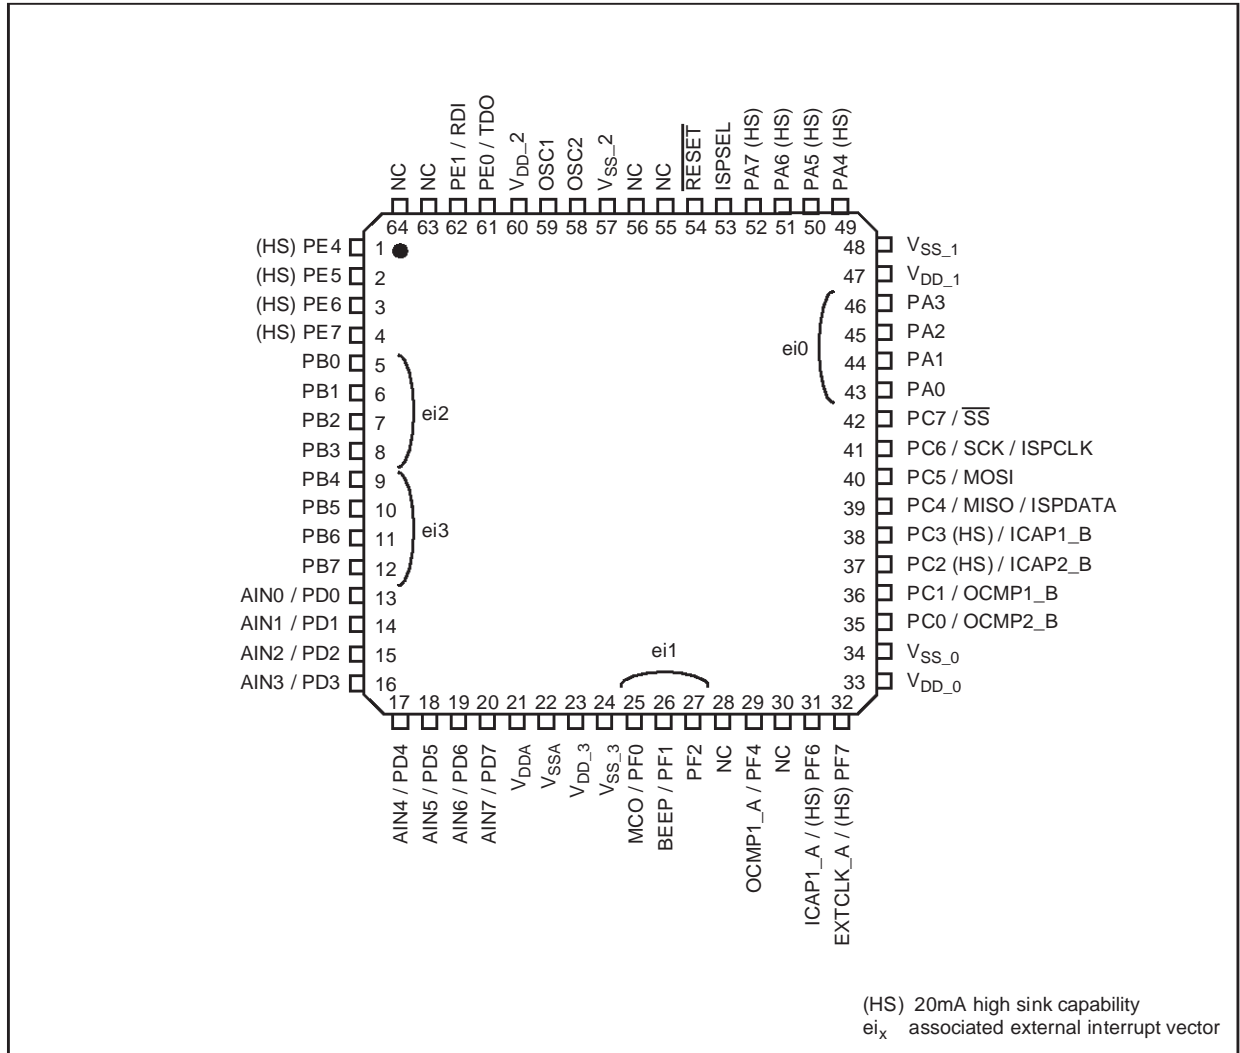 NC
NC
PE1 / RDI
PE0 / TDO
VDD_2
OSC1
OSC2
VSS_2
NC
NC
RESET
ISPSEL
PA7 (HS)
PA6 (HS)
PA5 (HS)
PA4 (HS)
64 63 62 61 60 59 58 57 56 55 54 53 52 51 50 49
(HS) PE4 1
(HS) PE5 2
(HS) PE6 3
(HS) PE7 4
PB0 5
PB1 6
PB2 7
PB3 8
ei2
PB4 9
PB5 10
PB6 11
PB7 12
ei3
AIN0 / PD0 13
AIN1 / PD1 14
AIN2 / PD2 15
AIN3 / PD3 16
48 VSS_1
47 VDD_1
46 PA3
45 PA2
ei0
44 PA1
43 PA0
42 PC7 / SS
41 PC6 / SCK / ISPCLK
40 PC5 / MOSI
39 PC4 / MISO / ISPDATA
38 PC3 (HS) / ICAP1_B
37 PC2 (HS) / ICAP2_B
36 PC1 / OCMP1_B
35 PC0 / OCMP2_B
34 VSS_0
33 VDD_0
ei1
17 18 19 20 21 22 23 24 25 26 27 28 29 30 31 32
AIN4 / PD4
AIN5 / PD5
AIN6 / PD6
AIN7 / PD7
VDDA
VSSA
VDD_3
VSS_3
MCO / PF0
BEEP / PF1
PF2
NC
OCMP1_A / PF4
NC
ICAP1_A / (HS) PF6
EXTCLK_A / (HS) PF7
(HS) 20mA high sink capability
eix associated external interrupt vector